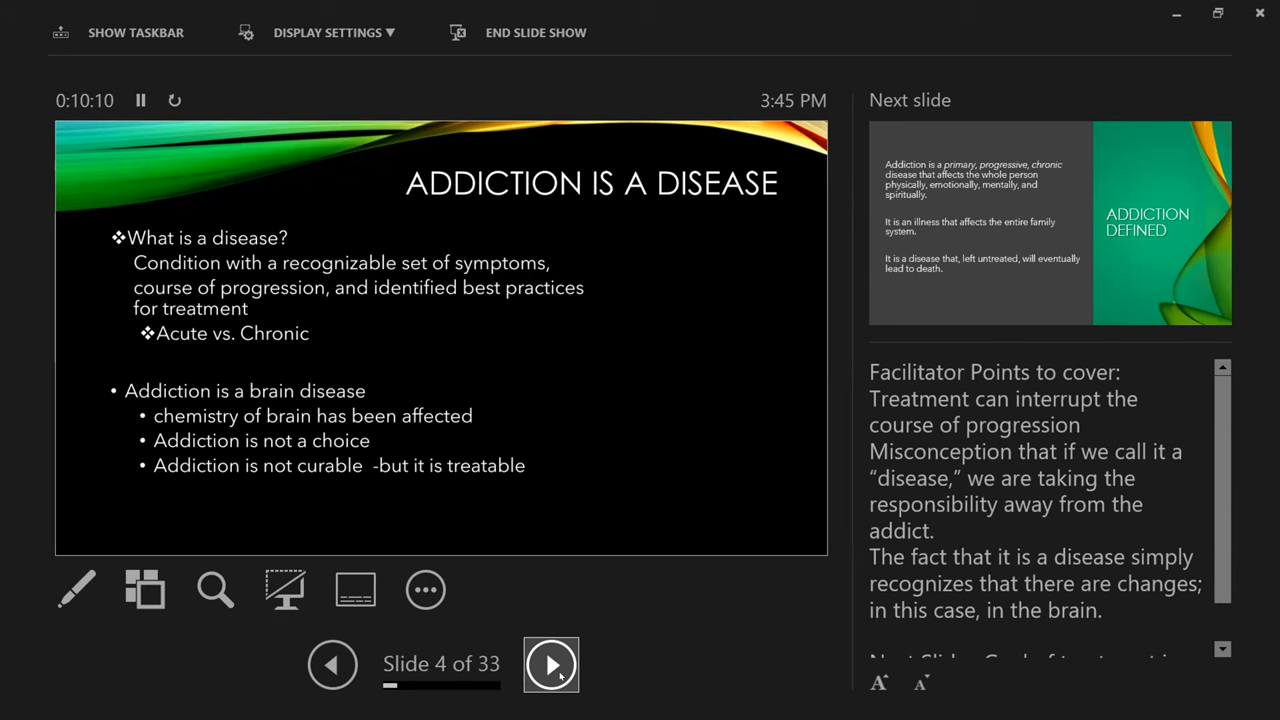 SHOW TASKBAR
DISPLAY SETTINGS ▼
END SLIDE SHOW
0:10:10
3:45 PM
ADDICTION IS A DISEASE
❖What is a disease?
Condition with a recognizable set of symptoms,
course of progression, and identified best practices
for treatment
❖Acute vs. Chronic
• Addiction is a brain disease
• chemistry of brain has been affected
• Addiction is not a choice
• Addiction is not curable -but it is treatable
Slide 4 of 33
Next slide
Addiction is a primary, progressive, chronic
disease that affects the whole person
physically, emotionally, mentally, and
spiritually.
It is an illness that affects the entire family
system.
It is a disease that, left untreated, will eventually
lead to death.
ADDICTION
DEFINED
Facilitator Points to cover:
Treatment can interrupt the
course of progression
Misconception that if we call it a
“disease,” we are taking the
responsibility away from the
addict.
The fact that it is a disease simply
recognizes that there are changes;
in this case, in the brain.
A A